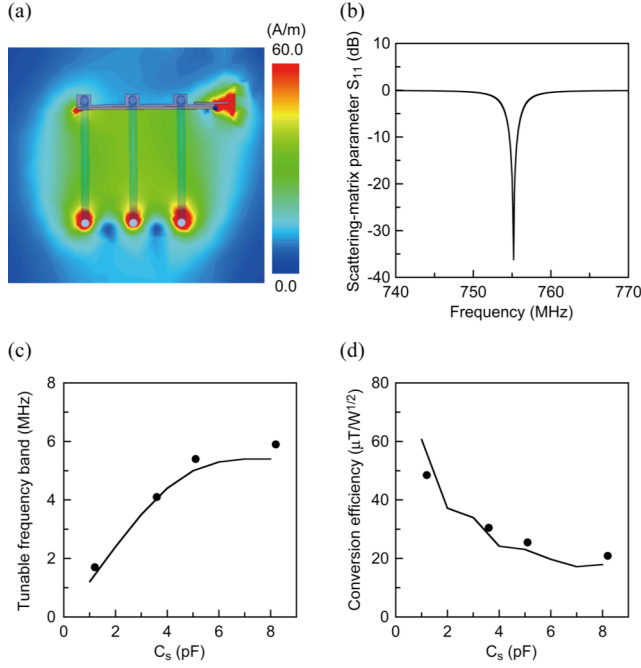 (a)
(A/m)
60.0
0.0
(b)
Scattering-matrix parameter S₁₁ (dB)
10
0
-10
-20
-30
-40
740
750
760
770
Frequency (MHz)
(c)
Tunable frequency band (MHz)
8
6
4
2
0
0
2
4
6
8
Cₛ (pF)
(d)
Conversion efficiency (μT/W¹/²)
80
60
40
20
0
0
2
4
6
8
Cₛ (pF)